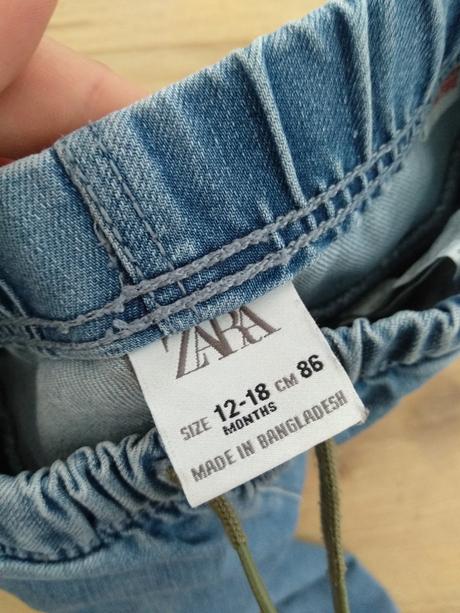 ZARA
SIZE 12-18 CM 86
MONTHS
MADE IN BANGLADESH